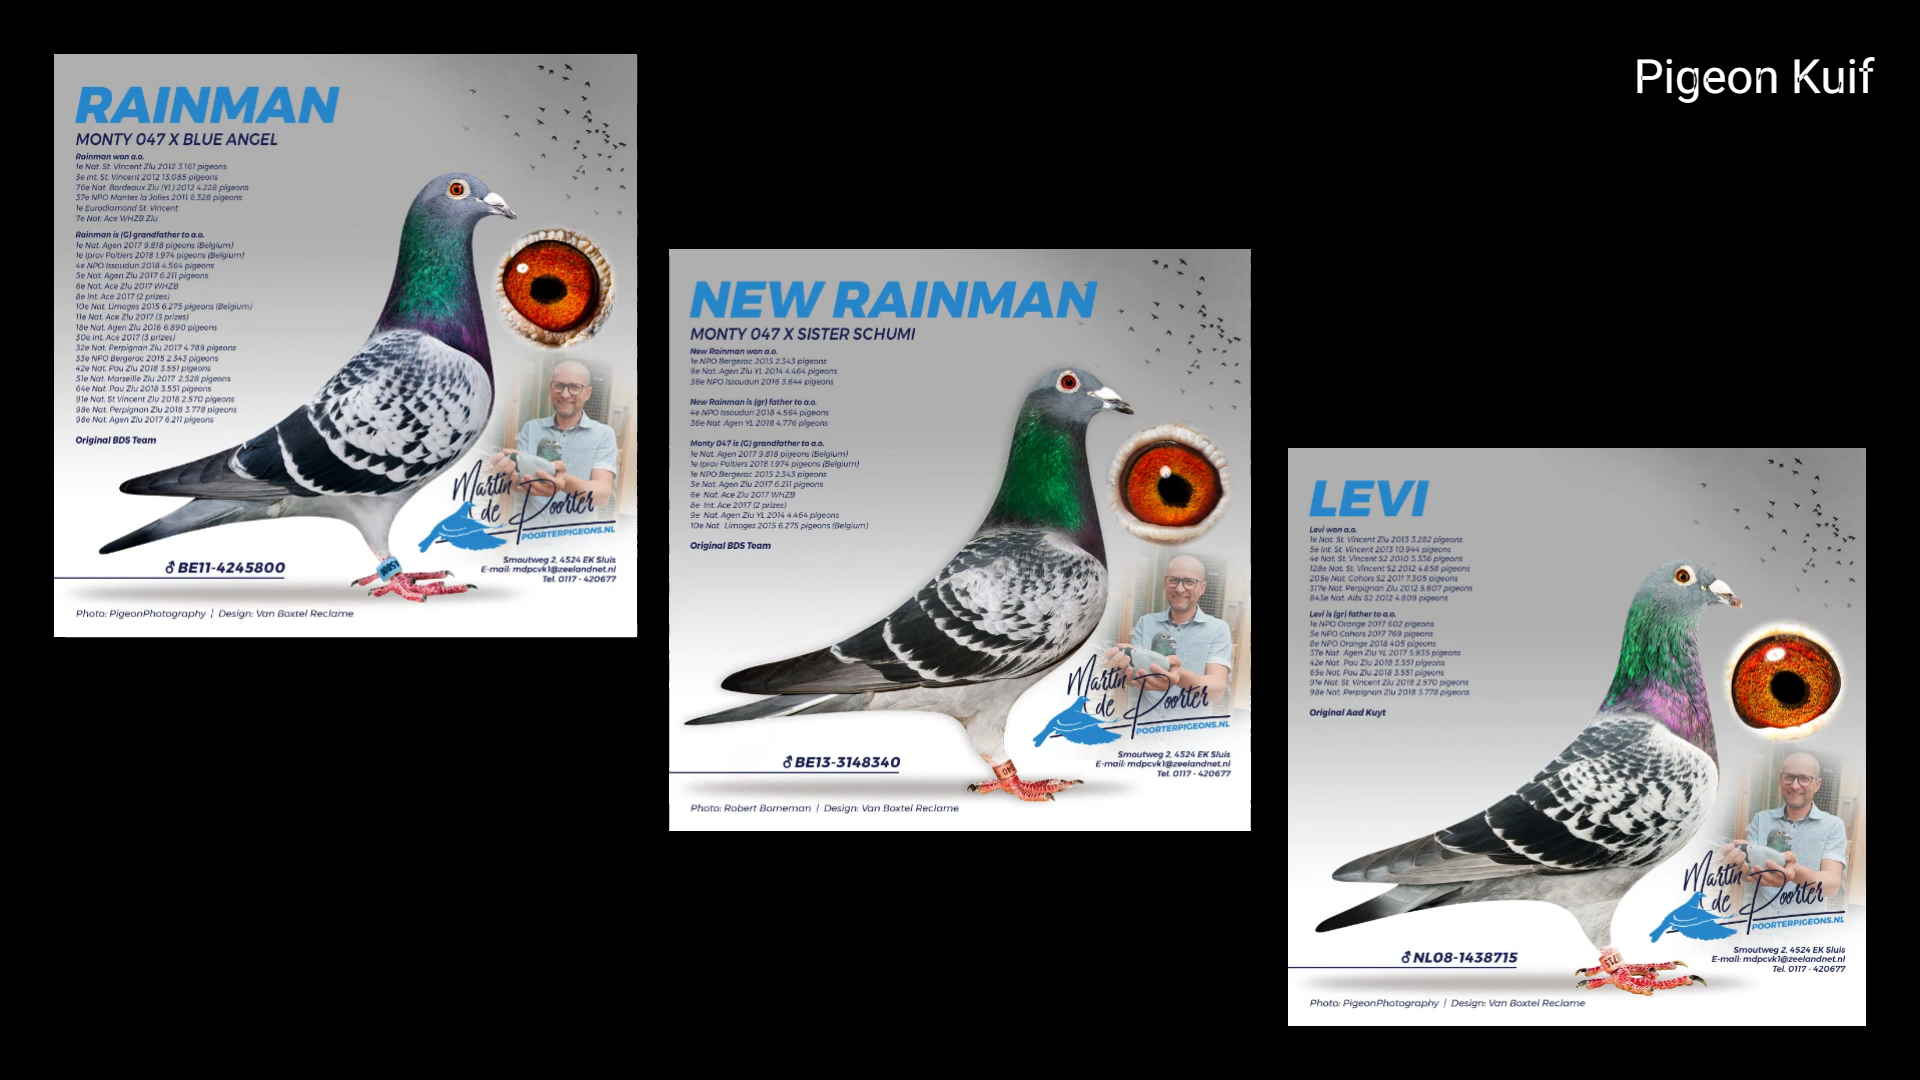 Pigeon Kuif
RAINMAN
MONTY 047 X BLUE ANGEL
Rainman won a.o.
1e Nat. St. Vincent Zlu 2012 3.161 pigeons
3e Int. St. Vincent 2012 13.085 pigeons
76e Nat. Bordeaux Zlu (YL) 2012 4.228 pigeons
37e NPO Mantes la Jolies 2011 6.328 pigeons
1e Eurodiamond St. Vincent
7e Nat. Ace WHZB Zlu
Rainman is (G) grandfather to a.o.
1e Nat. Agen 2017 9.818 pigeons (Belgium)
1e Iprov Poitiers 2018 1.974 pigeons (Belgium)
4e NPO Issoudun 2018 4.564 pigeons
5e Nat. Agen Zlu 2017 6.211 pigeons
6e Nat. Ace Zlu 2017 WHZB
8e Int. Ace 2017 (2 prizes)
10e Nat. Limoges 2015 6.275 pigeons (Belgium)
11e Nat. Ace Zlu 2017 (3 prizes)
18e Nat. Agen Zlu 2016 6.890 pigeons
30e Int. Ace 2017 (3 prizes)
32e Nat. Perpignan Zlu 2017 4.789 pigeons
33e NPO Bergerac 2015 2.343 pigeons
42e Nat. Pau Zlu 2018 3.551 pigeons
51e Nat. Marseille Zlu 2017 2.528 pigeons
64e Nat. Pau Zlu 2018 3.551 pigeons
91e Nat. St Vincent Zlu 2018 2.570 pigeons
98e Nat. Perpignan Zlu 2018 3.778 pigeons
98e Nat. Agen Zlu 2017 6.211 pigeons
Original BDS Team
Martin
de Poorter
POORTERPIGEONS.NL
Smoutweg 2, 4524 EK Sluis
E-mail: mdpcvk1@zeelandnet.nl
Tel. 0117 - 420677
♂ BE11-4245800
Photo: PigeonPhotography | Design: Van Boxtel Reclame
NEW RAINMAN
MONTY 047 X SISTER SCHUMI
New Rainman won a.o.
1e NPO Bergerac 2015 2.343 pigeons
9e Nat. Agen Zlu YL 2014 4.464 pigeons
36e NPO Issoudun 2016 3.644 pigeons
New Rainman is (gr) father to a.o.
4e NPO Issoudun 2018 4.564 pigeons
36e Nat. Agen YL 2018 4.776 pigeons
Monty 047 is (G) grandfather to a.o.
1e Nat. Agen 2017 9.818 pigeons (Belgium)
1e Iprov Poitiers 2018 1.974 pigeons (Belgium)
1e NPO Bergerac 2015 2.343 pigeons
5e Nat. Agen Zlu 2017 6.211 pigeons
6e Nat. Ace Zlu 2017 WHZB
8e Int. Ace 2017 (2 prizes)
9e Nat. Agen Zlu YL 2014 4.464 pigeons
10e Nat Limoges 2015 6.275 pigeons (Belgium)
Original BDS Team
Martin
de Poorter
POORTERPIGEONS.NL
Smoutweg 2, 4524 EK Sluis
E-mail: mdpcvk1@zeelandnet.nl
Tel. 0117 - 420677
♂ BE13-3148340
Photo: Robert Borneman | Design: Van Boxtel Reclame
LEVI
Levi won a.o.
1e Nat. St. Vincent Zlu 2013 3.282 pigeons
5e Int. St. Vincent 2013 10.944 pigeons
4e Nat. St. Vincent S2 2010 5.336 pigeons
128e Nat. St. Vincent S2 2012 4.858 pigeons
205e Nat. Cahors S2 2011 7.305 pigeons
317e Nat. Perpignan Zlu 2012 5.607 pigeons
843e Nat. Albi S2 2012 4.809 pigeons
Levi is (gr) father to a.o.
1e NPO Orange 2017 602 pigeons
5e NPO Cahors 2017 769 pigeons
8e NPO Orange 2018 405 pigeons
37e Nat. Agen Zlu YL 2017 5.935 pigeons
42e Nat. Pau Zlu 2018 3.551 pigeons
65e Nat. Pau Zlu 2018 3.551 pigeons
91e Nat. St. Vincent Zlu 2018 2.570 pigeons
98e Nat. Perpignan Zlu 2018 3.778 pigeons
Original Aad Kuyt
Martin
de Poorter
POORTERPIGEONS.NL
Smoutweg 2, 4524 EK Sluis
E-mail: mdpcvk1@zeelandnet.nl
Tel. 0117 - 420677
♂ NL08-1438715
Photo: PigeonPhotography | Design: Van Boxtel Reclame